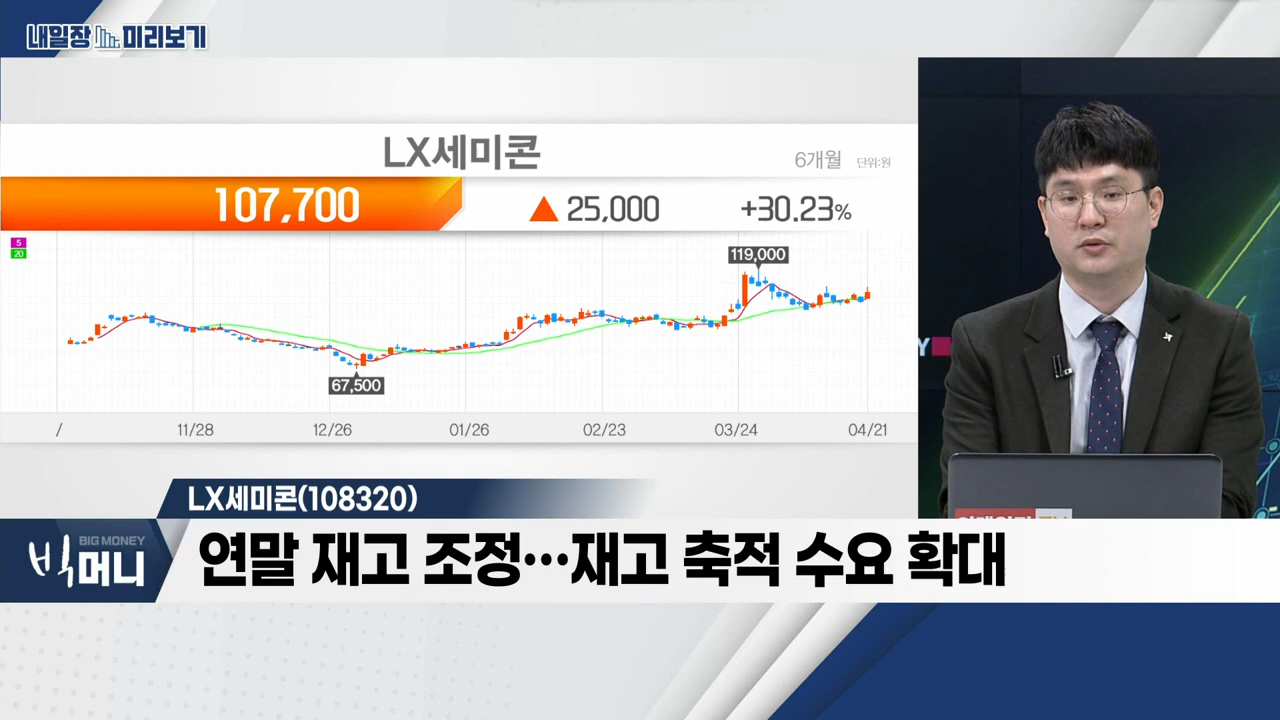 내일장 미리보기
LX세미콘
6개월 단위:원
107,700 ▲ 25,000 +30.23%
5
20
119,000
67,500
/ 11/28 12/26 01/26 02/23 03/24 04/21
Y
LX세미콘(108320)
BIG MONEY
빅머니
연말 재고 조정…재고 축적 수요 확대